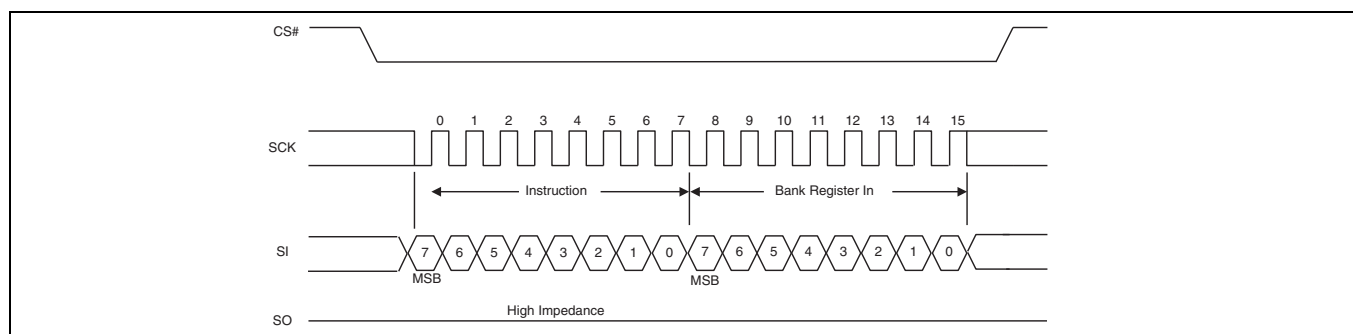 CS#
0 1 2 3 4 5 6 7 8 9 10 11 12 13 14 15
SCK
Instruction Bank Register In
SI 7 6 5 4 3 2 1 0 7 6 5 4 3 2 1 0
MSB MSB
High Impedance
SO